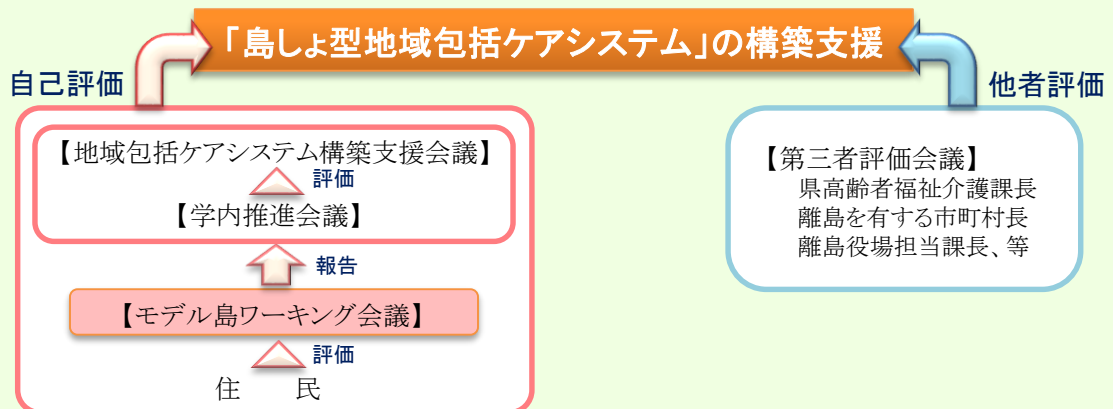 「島しょ型地域包括ケアシステム」の構築支援
自己評価
【地域包括ケアシステム構築支援会議】
評価
【学内推進会議】
報告
【モデル島ワーキング会議】
評価
住　民
他者評価
【第三者評価会議】
県高齢者福祉介護課長
離島を有する市町村長
離島役場担当課長、等